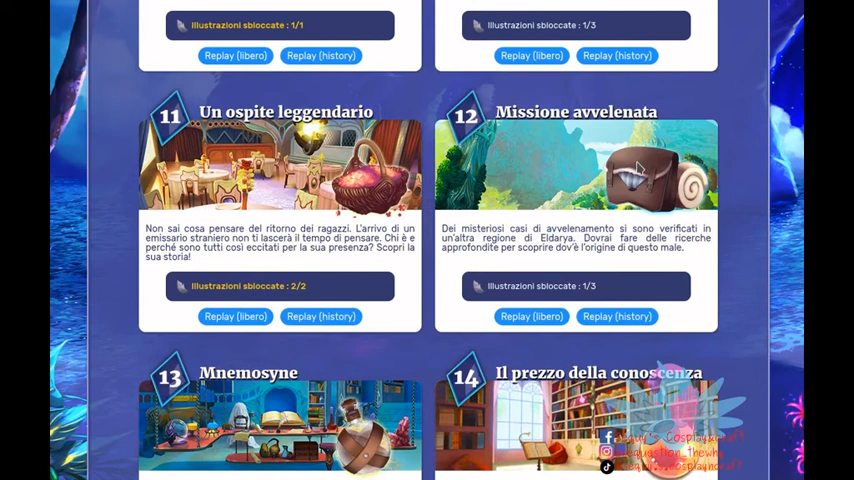 Illustrazioni sbloccate : 1/1
Illustrazioni sbloccate : 1/3
Replay (libero)
Replay (history)
Replay (libero)
Replay (history)
11
Un ospite leggendario
12
Missione avvelenata
Non sai cosa pensare del ritorno dei ragazzi. L'arrivo di un
emissario straniero non ti lascerà il tempo di pensare. Chi è e
perché sono tutti così eccitati per la sua presenza? Scopri la
sua storia!
Dei misteriosi casi di avvelenamento si sono verificati in
un'altra regione di Eldarya. Dovrai fare delle ricerche
approfondite per scoprire dov'è l'origine di questo male.
Illustrazioni sbloccate : 2/2
Illustrazioni sbloccate : 1/3
Replay (libero)
Replay (history)
Replay (libero)
Replay (history)
13
Mnemosyne
14
Il prezzo della conoscenza